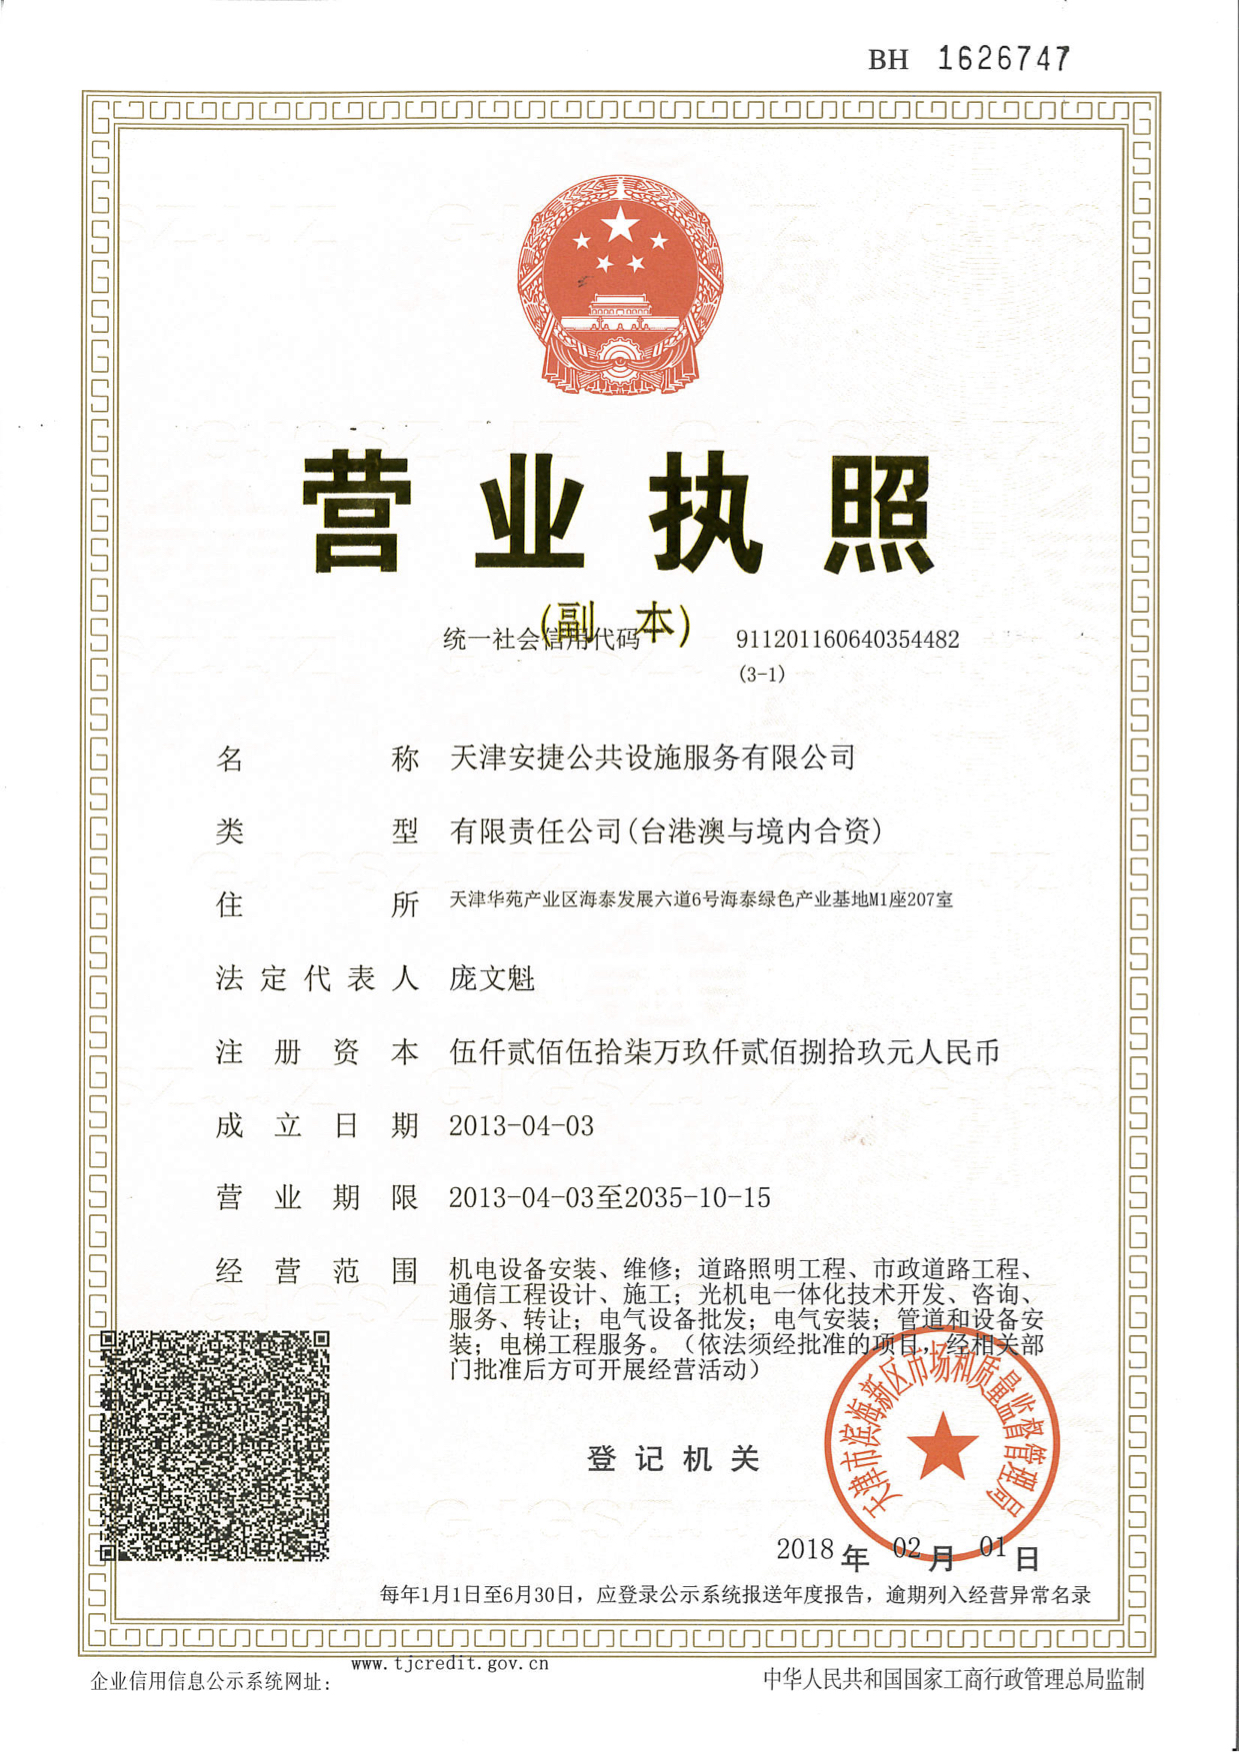 BH 1626747
营业执照
(副 本)
统一社会信用代码 911201160640354482
(3-1)
名称 天津安捷公共设施服务有限公司
类型 有限责任公司(台港澳与境内合资)
住所 天津华苑产业区海泰发展六道6号海泰绿色产业基地M1座207室
法定代表人 庞文魁
注册资本 伍仟贰佰伍拾柒万玖仟贰佰捌拾玖元人民币
成立日期 2013-04-03
营业期限 2013-04-03至2035-10-15
经营范围 机电设备安装、维修；道路照明工程、市政道路工程、
通信工程设计、施工；光机电一体化技术开发、咨询、
服务、转让；电气设备批发；电气安装；管道和设备安
装；电梯工程服务。（依法须经批准的项目，经相关部
门批准后方可开展经营活动）
天津市滨海新区市场和质量监督管理局
登记机关
2018年02月01日
每年1月1日至6月30日，应登录公示系统报送年度报告，逾期列入经营异常名录
企业信用信息公示系统网址： www.tjcredit.gov.cn
中华人民共和国国家工商行政管理总局监制